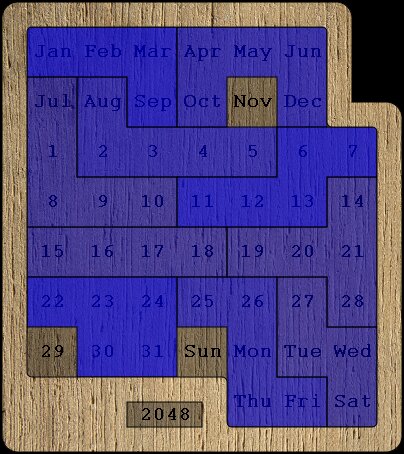 Jan Feb Mar Apr May Jun
Jul Aug Sep Oct Nov Dec
1 2 3 4 5 6 7
8 9 10 11 12 13 14
15 16 17 18 19 20 21
22 23 24 25 26 27 28
29 30 31 Sun Mon Tue Wed
Thu Fri Sat
2048